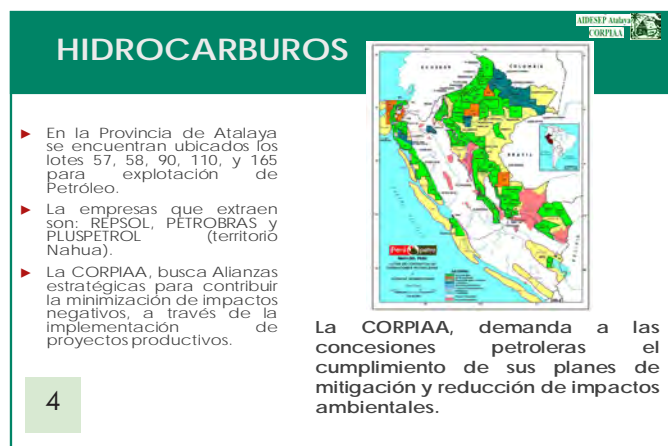 AIDESEP Atalaya
CORPIAA
HIDROCARBUROS
ECUADOR
COLOMBIA
BRASIL
► En la Provincia de Atalaya
se encuentran ubicados los
lotes 57, 58, 90, 110, y 165
para explotación de
Petróleo.
► La empresas que extraen
son: REPSOL, PETROBRAS y
PLUSPETROL (territorio
Nahua).
► La CORPIAA, busca Alianzas
estratégicas para contribuir
la minimización de impactos
negativos, a través de la
implementación de
proyectos productivos.
La CORPIAA, demanda a las
concesiones petroleras el
cumplimiento de sus planes de
mitigación y reducción de impactos
ambientales.
4